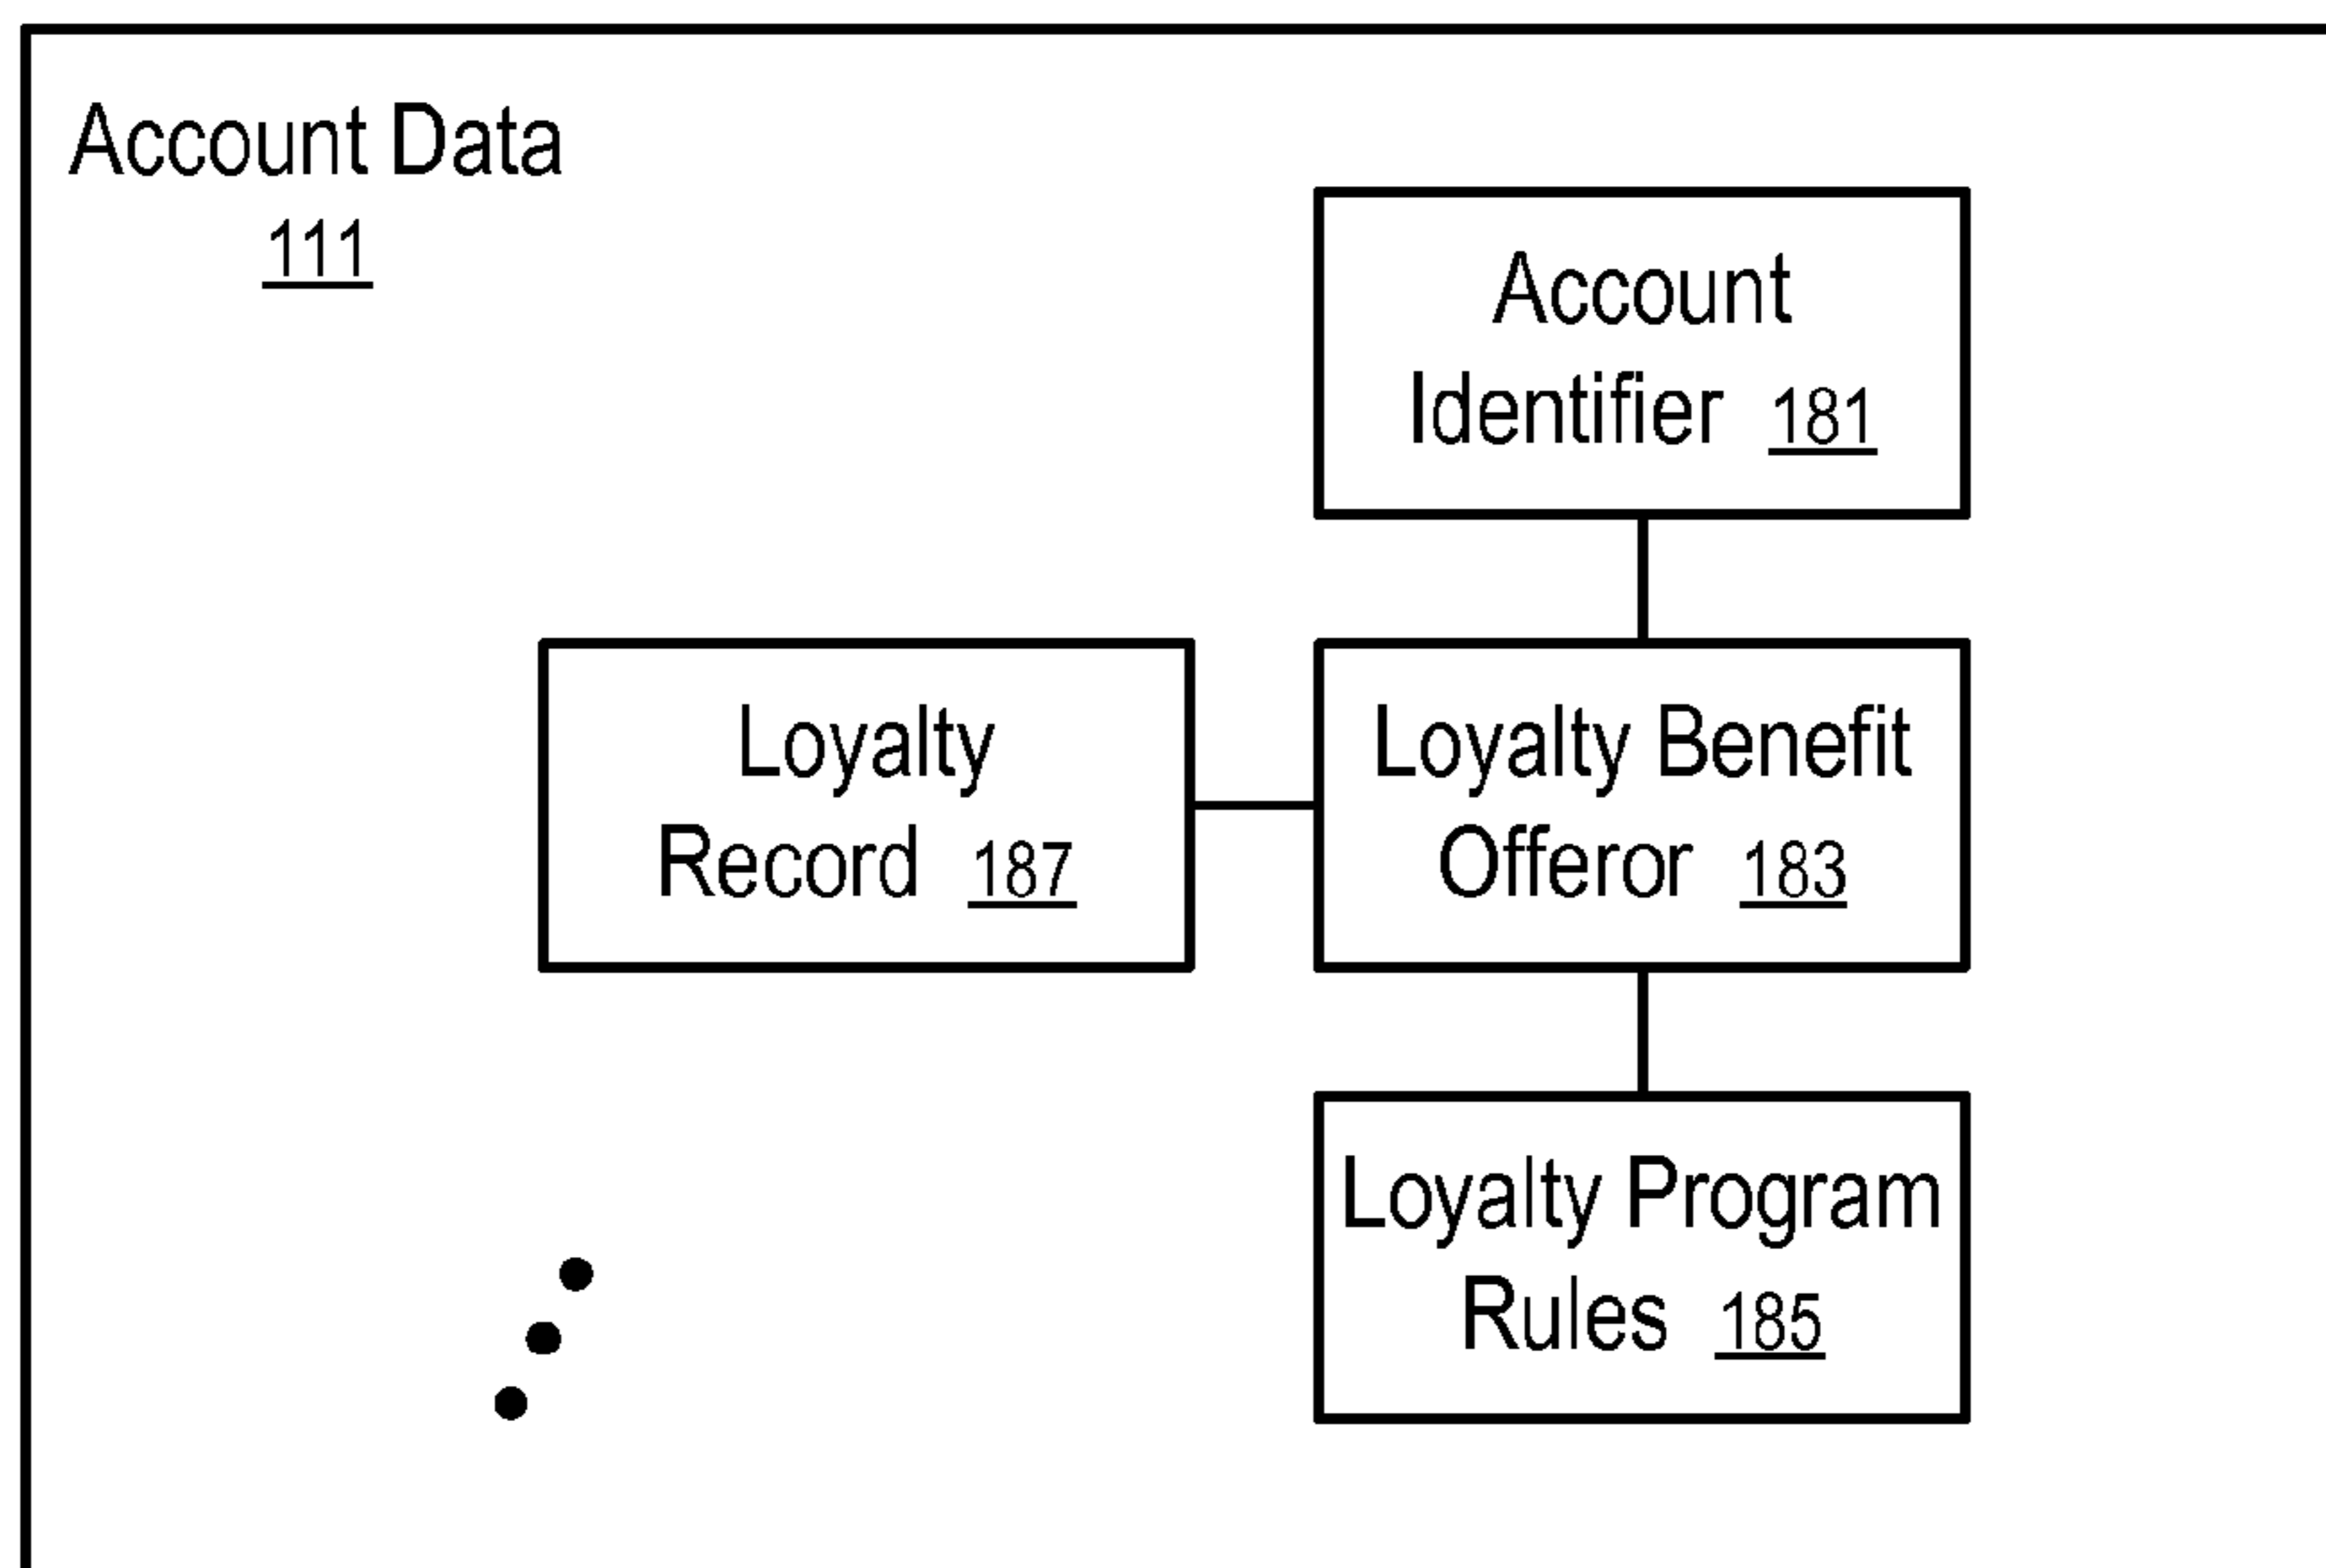 Account Data
111
Account
Identifier 181
Loyalty
Record 187
Loyalty Benefit
Offeror 183
Loyalty Program
Rules 185